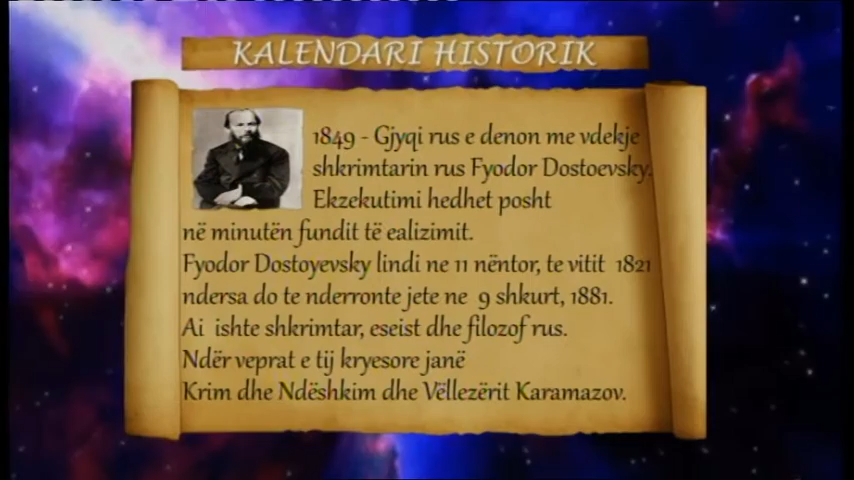 KALENDARI HISTORIK
1849 - Gjyqi rus e denon me vdekje
shkrimtarin rus Fyodor Dostoevsky.
Ekzekutimi hedhet posht
në minutën fundit të ealizimit.
Fyodor Dostoyevsky lindi ne 11 nëntor, te vitit 1821
ndersa do te nderronte jete ne 9 shkurt, 1881.
Ai ishte shkrimtar, eseist dhe filozof rus.
Ndër veprat e tij kryesore janë
Krim dhe Ndëshkim dhe Vëllezërit Karamazov.